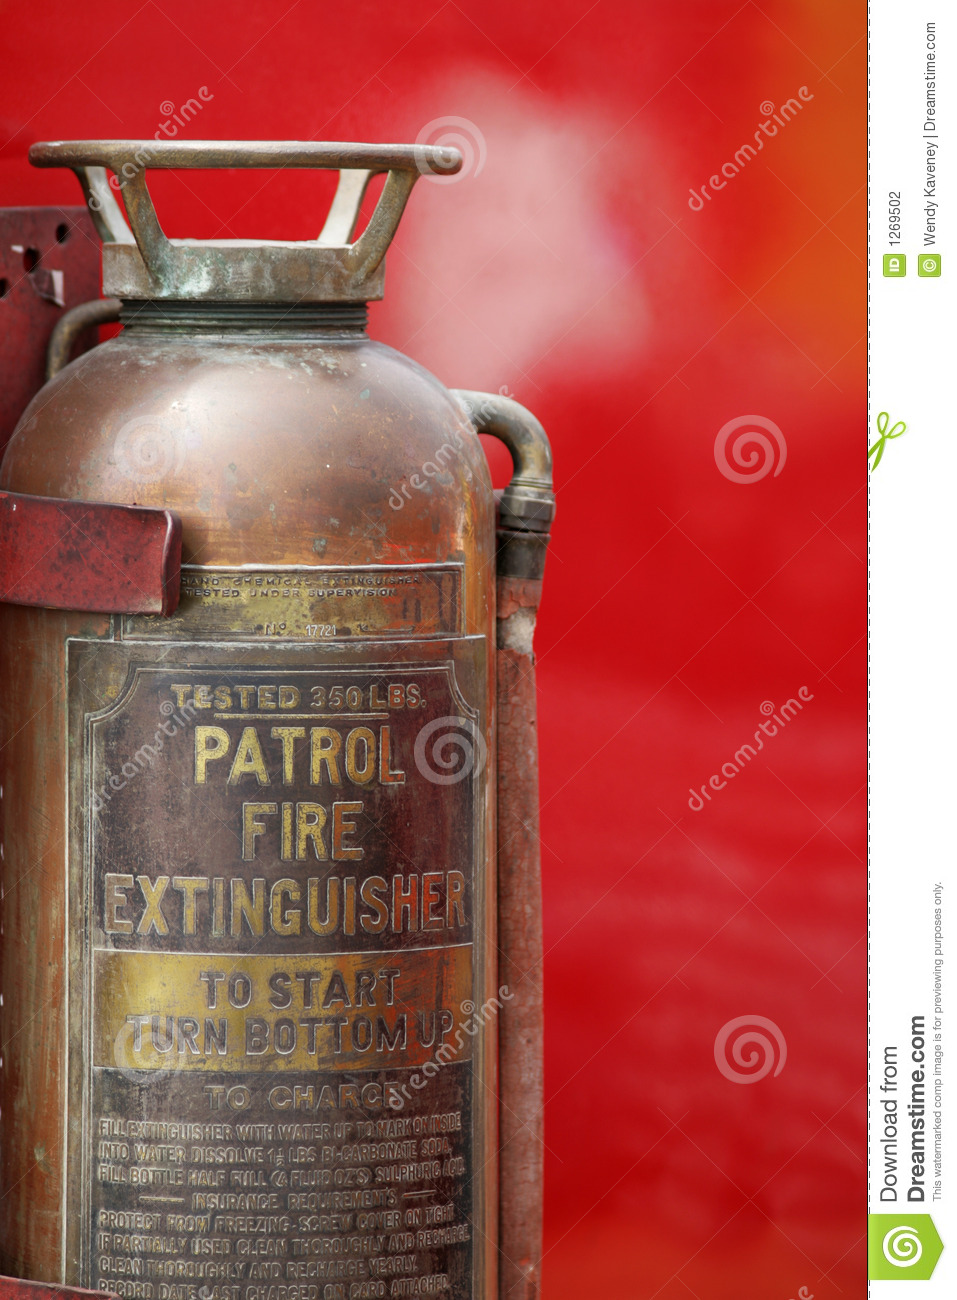 HAND CHEMICAL EXTINGUISHER
TESTED UNDER SUPERVISION
No 17721
TESTED 350 LBS.
PATROL
FIRE
EXTINGUISHER
TO START
TURN BOTTOM UP
TO CHARGE
FILL EXTINGUISHER WITH WATER UP TO MARK ON INSIDE
INTO WATER DISSOLVE 1½ LBS BI-CARBONATE SODA
FILL BOTTLE HALF FULL (4 FLUID OZ'S SULPHURIC ACID
INSURANCE REQUIREMENTS
PROTECT FROM FREEZING-SCREW COVER ON TIGHT
IF PARTIALLY USED CLEAN THOROUGHLY AND RECHARGE
CLEAN THOROUGHLY AND RECHARGE YEARLY.
RECORD DATE LAST CHARGED ON CARD ATTACHED.
dreamstime
dreamstime
dreamstime
dreamstime
dreamstime
dreamstime
ID 1269502
© Wendy Kaveney | Dreamstime.com
Download from
Dreamstime.com
This watermarked comp image is for previewing purposes only.